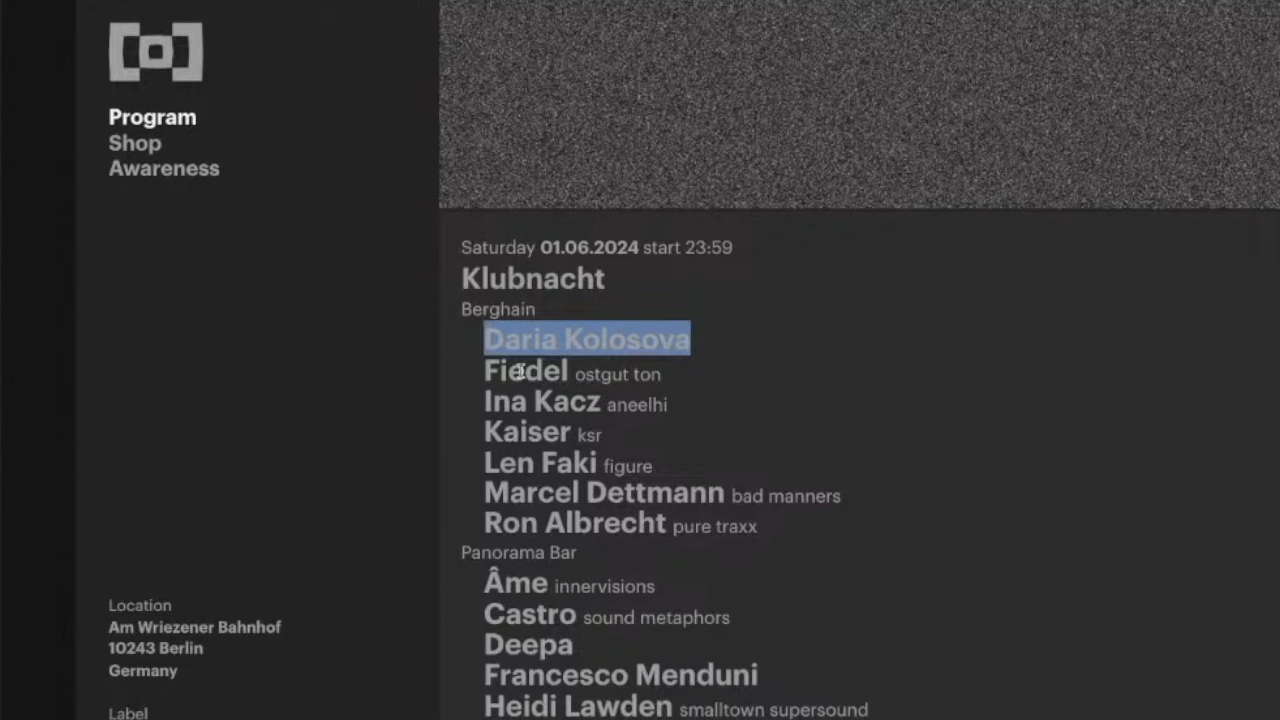 Program
Shop
Awareness
Location
Am Wriezener Bahnhof
10243 Berlin
Germany
Label
Saturday 01.06.2024 start 23:59
Klubnacht
Berghain
Daria Kolosova
Fiedel ostgut ton
Ina Kacz aneelhi
Kaiser ksr
Len Faki figure
Marcel Dettmann bad manners
Ron Albrecht pure traxx
Panorama Bar
Âme innervisions
Castro sound metaphors
Deepa
Francesco Menduni
Heidi Lawden smalltown supersound